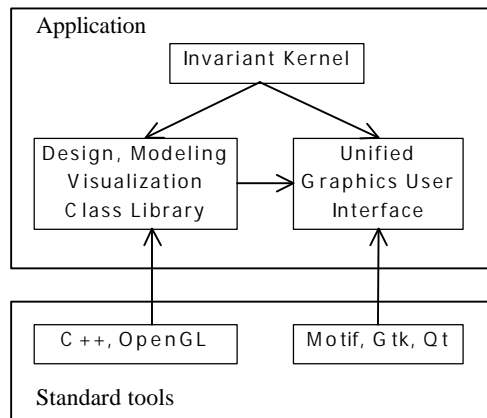 Application
Invariant Kernel
Design, Modeling
Visualization
Class Library
Unified
Graphics User
Interface
C++, OpenGL
Motif, Gtk, Qt
Standard tools